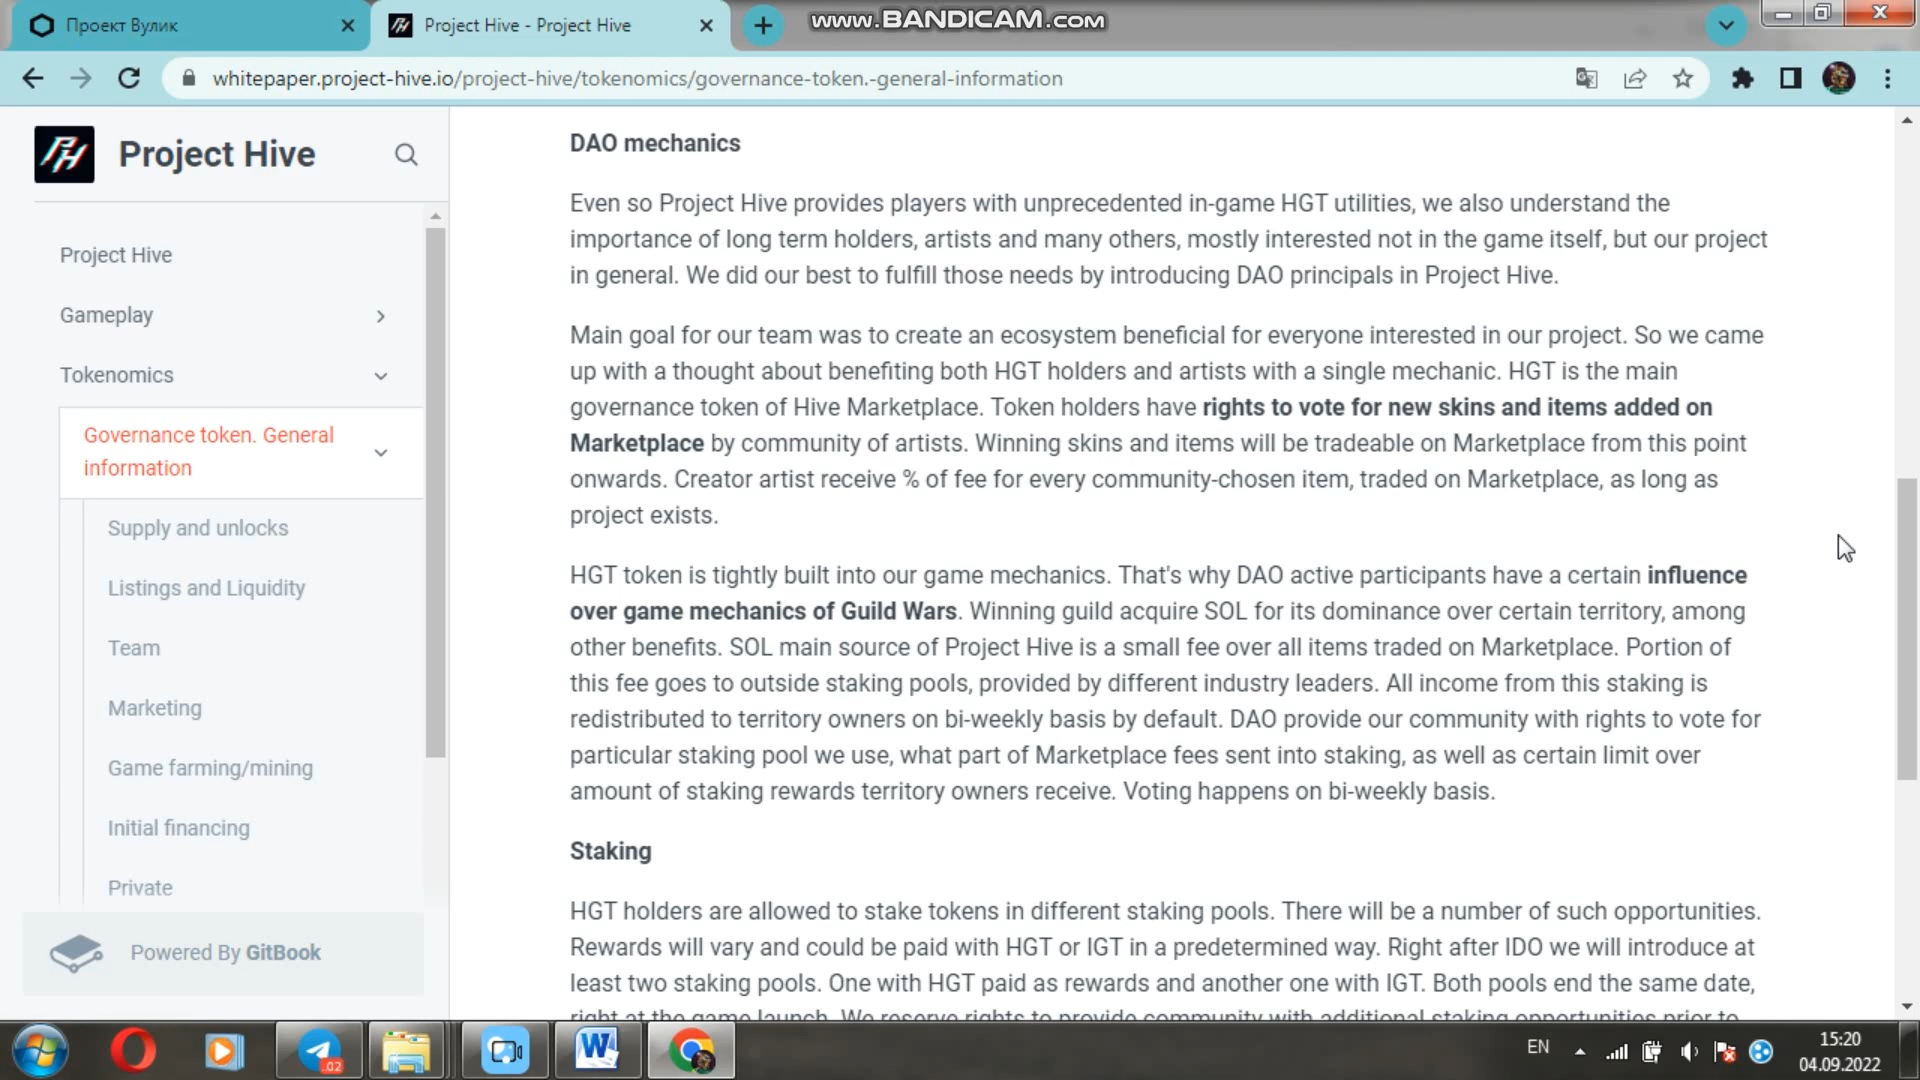 Проект Вулик
Project Hive - Project Hive
www.BANDICAM.com
whitepaper.project-hive.io/project-hive/tokenomics/governance-token.-general-information
Project Hive
Project Hive
Gameplay
Tokenomics
Governance token. General
information
Supply and unlocks
Listings and Liquidity
Team
Marketing
Game farming/mining
Initial financing
Private
Powered By GitBook
DAO mechanics
Even so Project Hive provides players with unprecedented in-game HGT utilities, we also understand the
importance of long term holders, artists and many others, mostly interested not in the game itself, but our project
in general. We did our best to fulfill those needs by introducing DAO principals in Project Hive.
Main goal for our team was to create an ecosystem beneficial for everyone interested in our project. So we came
up with a thought about benefiting both HGT holders and artists with a single mechanic. HGT is the main
governance token of Hive Marketplace. Token holders have rights to vote for new skins and items added on
Marketplace by community of artists. Winning skins and items will be tradeable on Marketplace from this point
onwards. Creator artist receive % of fee for every community-chosen item, traded on Marketplace, as long as
project exists.
HGT token is tightly built into our game mechanics. That's why DAO active participants have a certain influence
over game mechanics of Guild Wars. Winning guild acquire SOL for its dominance over certain territory, among
other benefits. SOL main source of Project Hive is a small fee over all items traded on Marketplace. Portion of
this fee goes to outside staking pools, provided by different industry leaders. All income from this staking is
redistributed to territory owners on bi-weekly basis by default. DAO provide our community with rights to vote for
particular staking pool we use, what part of Marketplace fees sent into staking, as well as certain limit over
amount of staking rewards territory owners receive. Voting happens on bi-weekly basis.
Staking
HGT holders are allowed to stake tokens in different staking pools. There will be a number of such opportunities.
Rewards will vary and could be paid with HGT or IGT in a predetermined way. Right after IDO we will introduce at
least two staking pools. One with HGT paid as rewards and another one with IGT. Both pools end the same date,
right at the game launch. We reserve rights to provide community with additional staking opportunities prior to
..02
EN
15:20
04.09.2022